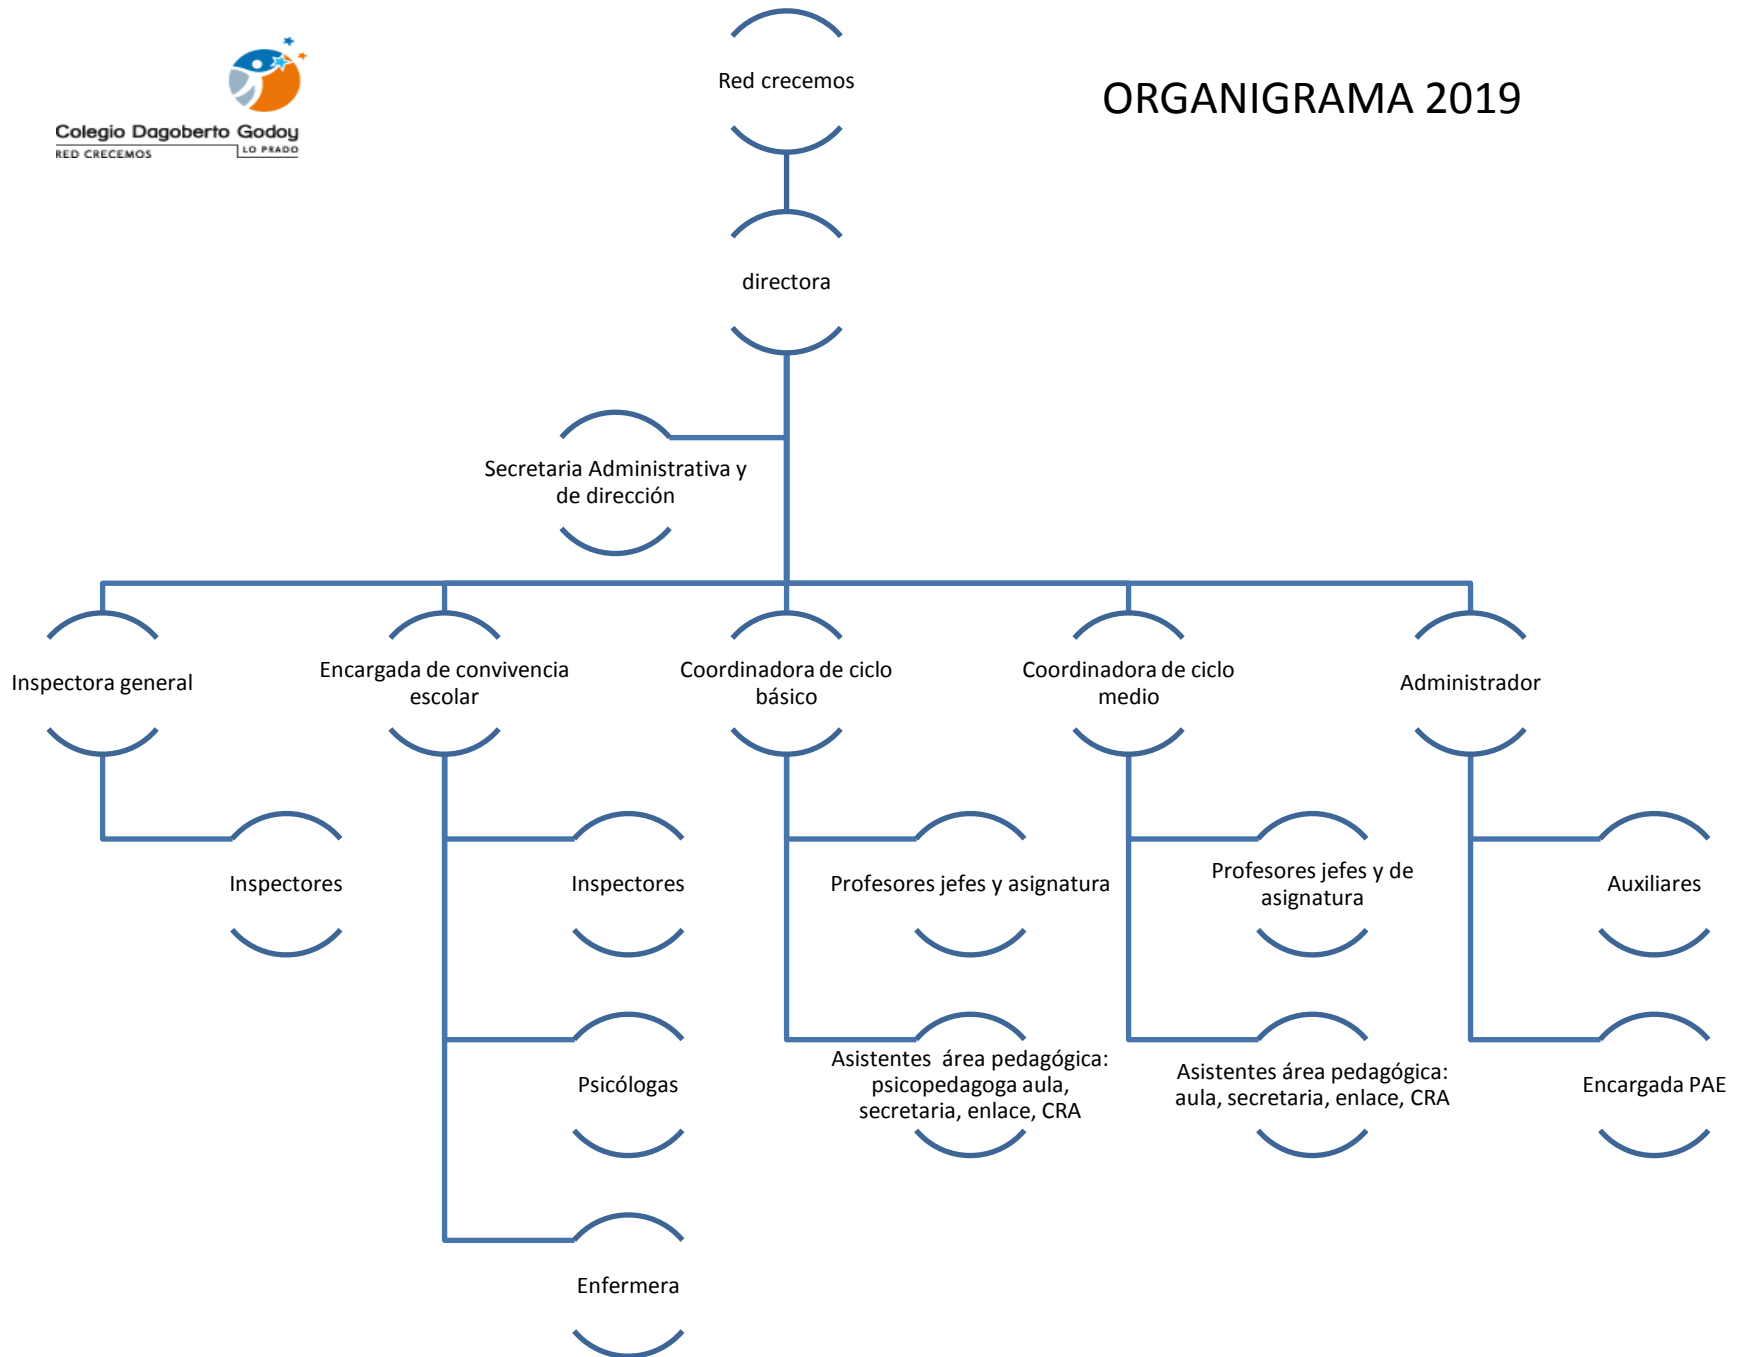 Colegio Dagoberto Godoy
RED CRECEMOS
LO PRADO
Red crecemos
ORGANIGRAMA 2019
directora
Secretaria Administrativa y
de dirección
Inspectora general
Encargada de convivencia
escolar
Coordinadora de ciclo
básico
Coordinadora de ciclo
medio
Administrador
Inspectores
Inspectores
Profesores jefes y asignatura
Profesores jefes y de
asignatura
Auxiliares
Psicólogas
Asistentes área pedagógica:
psicopedagoga aula,
secretaria, enlace, CRA
Asistentes área pedagógica:
aula, secretaria, enlace, CRA
Encargada PAE
Enfermera